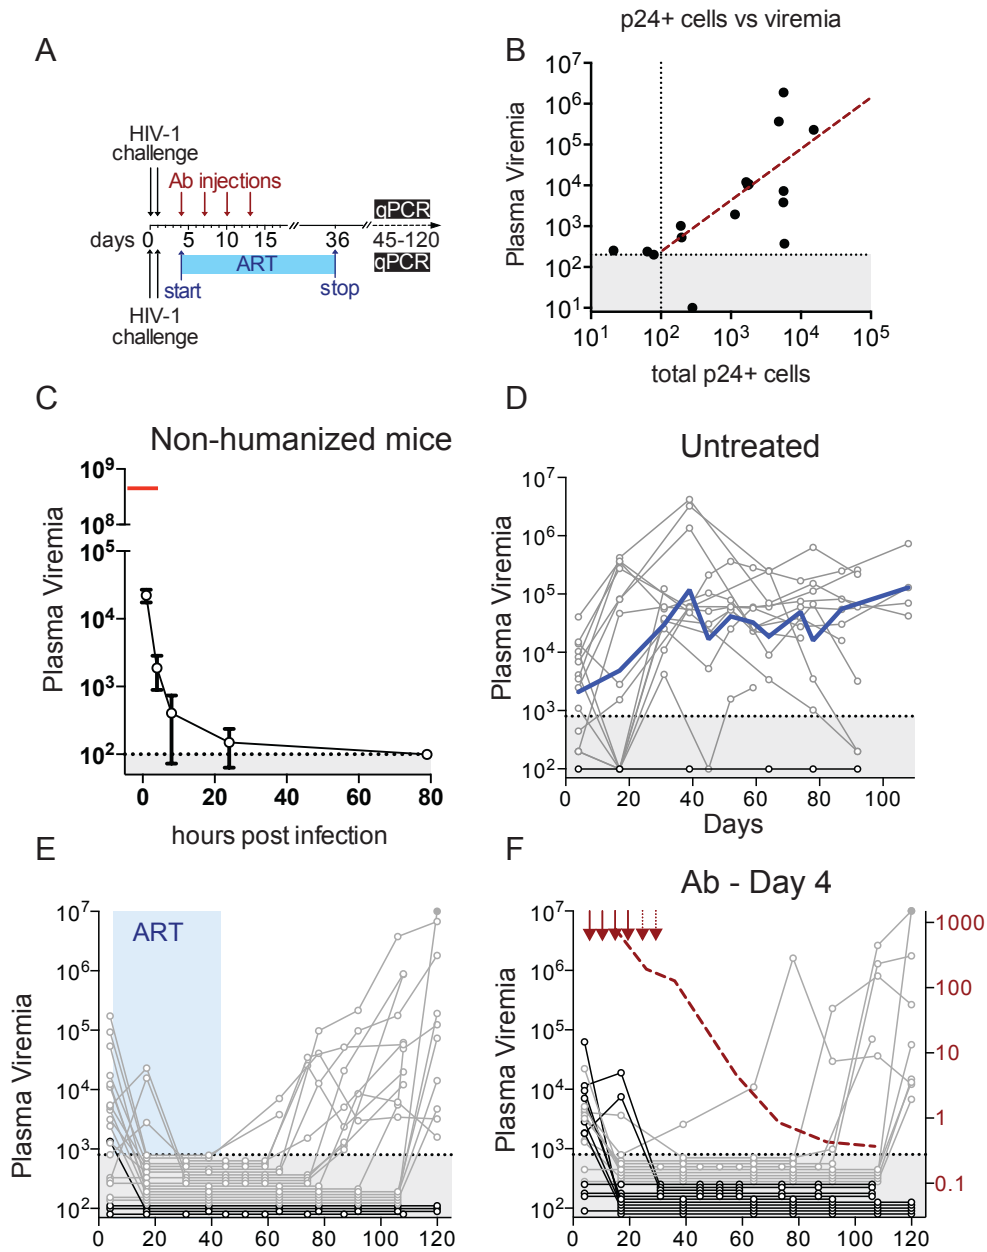 A
HIV-1
challenge
Ab injections
qPCR
days 0 5 10 15 36 45-120
ART
qPCR
start stop
HIV-1
challenge
p24+ cells vs viremia
B
Plasma Viremia
10^7
10^6
10^5
10^4
10^3
10^2
10^1
10^1 10^2 10^3 10^4 10^5
total p24+ cells
C
Non-humanized mice
Plasma Viremia
10^9
10^8
10^5
10^4
10^3
10^2
0 20 40 60 80
hours post infection
D
Untreated
Plasma Viremia
10^7
10^6
10^5
10^4
10^3
10^2
0 20 40 60 80 100
Days
E
ART
Plasma Viremia
10^7
10^6
10^5
10^4
10^3
10^2
0 20 40 60 80 100 120
F
Ab - Day 4
Plasma Viremia
10^7
10^6
10^5
10^4
10^3
10^2
0 20 40 60 80 100 120
1000
100
10
1
0.1